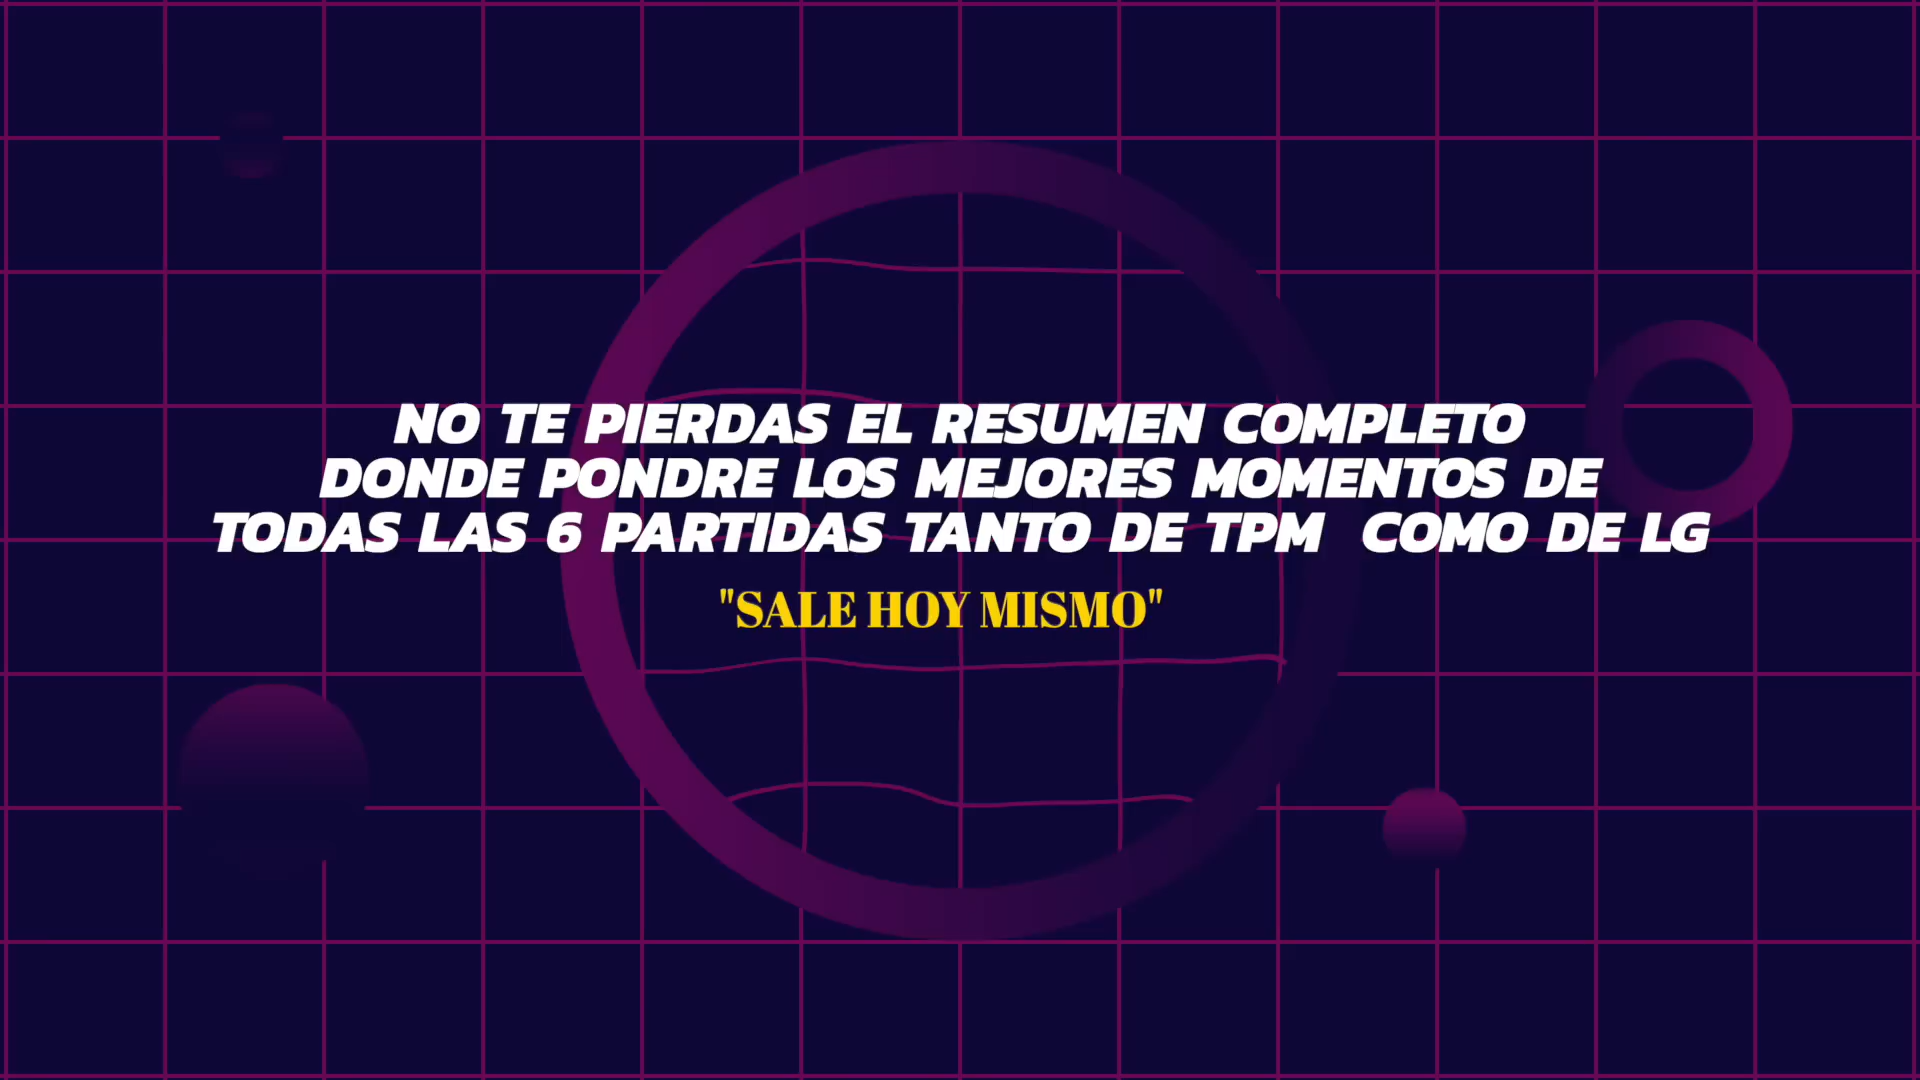 NO TE PIERDAS EL RESUMEN COMPLETO
DONDE PONDRE LOS MEJORES MOMENTOS DE
TODAS LAS 6 PARTIDAS TANTO DE TPM  COMO DE LG
"SALE HOY MISMO"